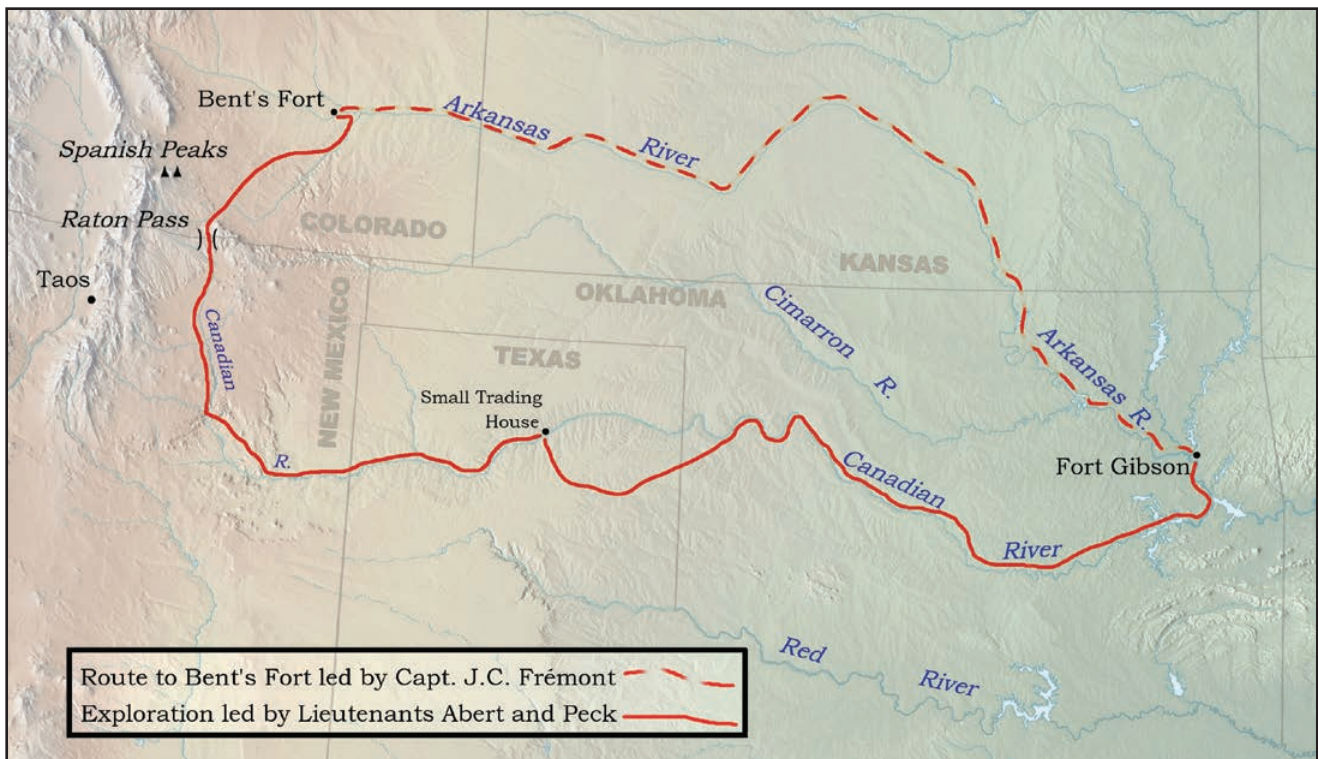 Bent's Fort
Arkansas
River
Spanish Peaks
Raton Pass
COLORADO
KANSAS
Taos
OKLAHOMA
Cimarron
R.
Canadian
NEW MEXICO
TEXAS
Arkansas R.
Small Trading
House
R.
Canadian
River
Fort Gibson
Red
River
Route to Bent's Fort led by Capt. J.C. Frémont
Exploration led by Lieutenants Abert and Peck